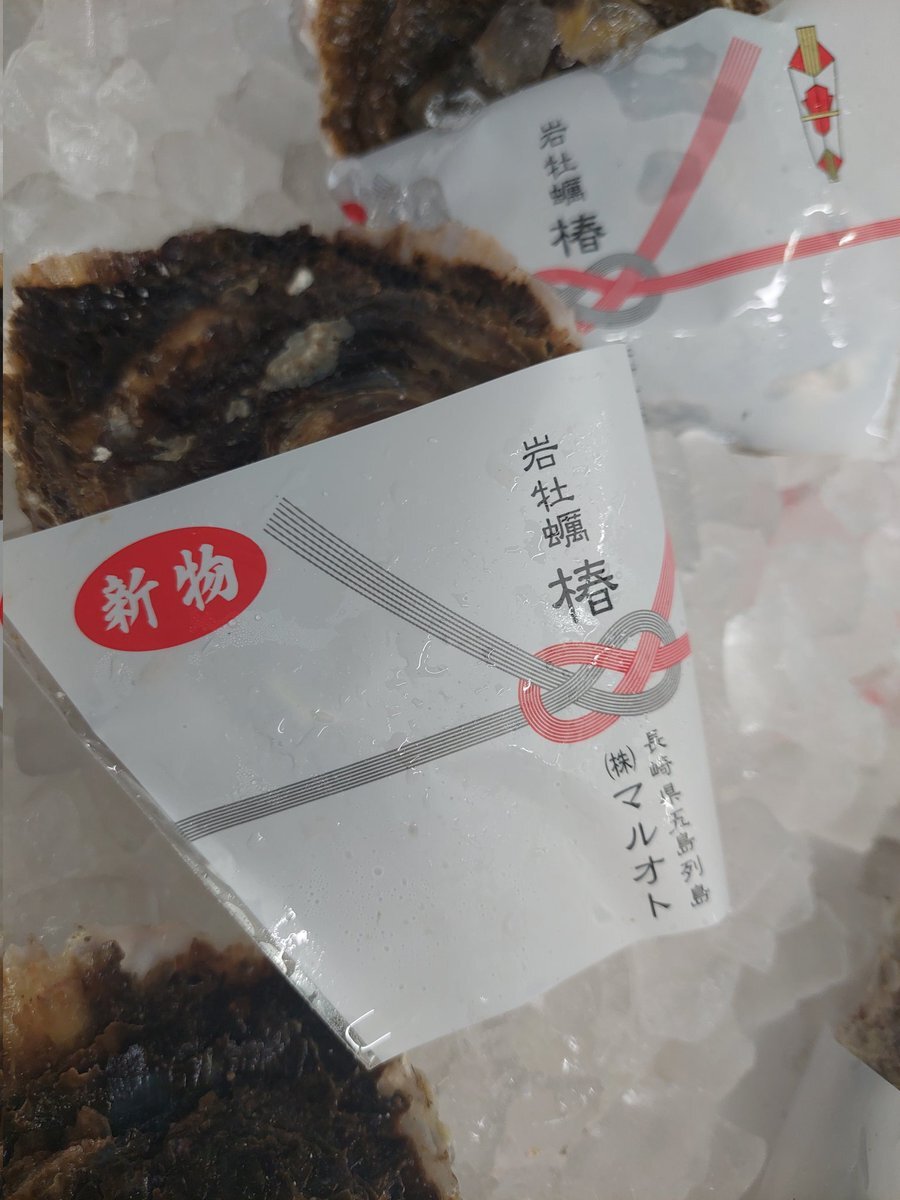 岩牡蠣 椿
新物
岩牡蠣 椿
長崎県五島列島
(株)マルオト